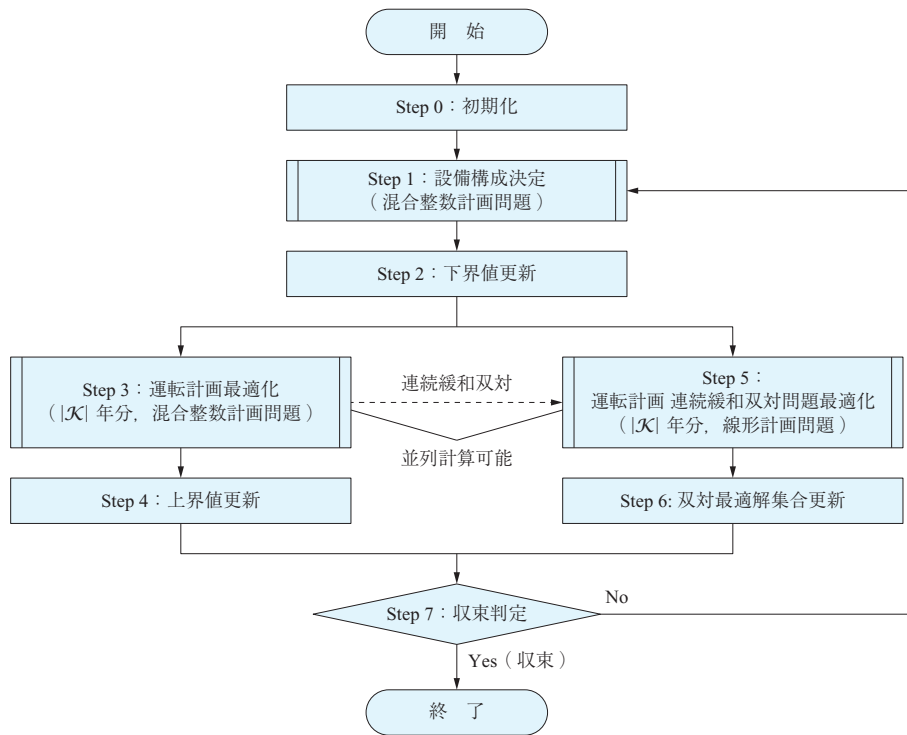 開 始
Step 0：初期化
Step 1：設備構成決定
（混合整数計画問題）
Step 2：下界値更新
Step 3：運転計画最適化
（|𝒦| 年分，混合整数計画問題）
連続緩和双対
並列計算可能
Step 5：
運転計画 連続緩和双対問題最適化
（|𝒦| 年分，線形計画問題）
Step 4：上界値更新
Step 6: 双対最適解集合更新
Step 7：収束判定
No
Yes（収束）
終 了